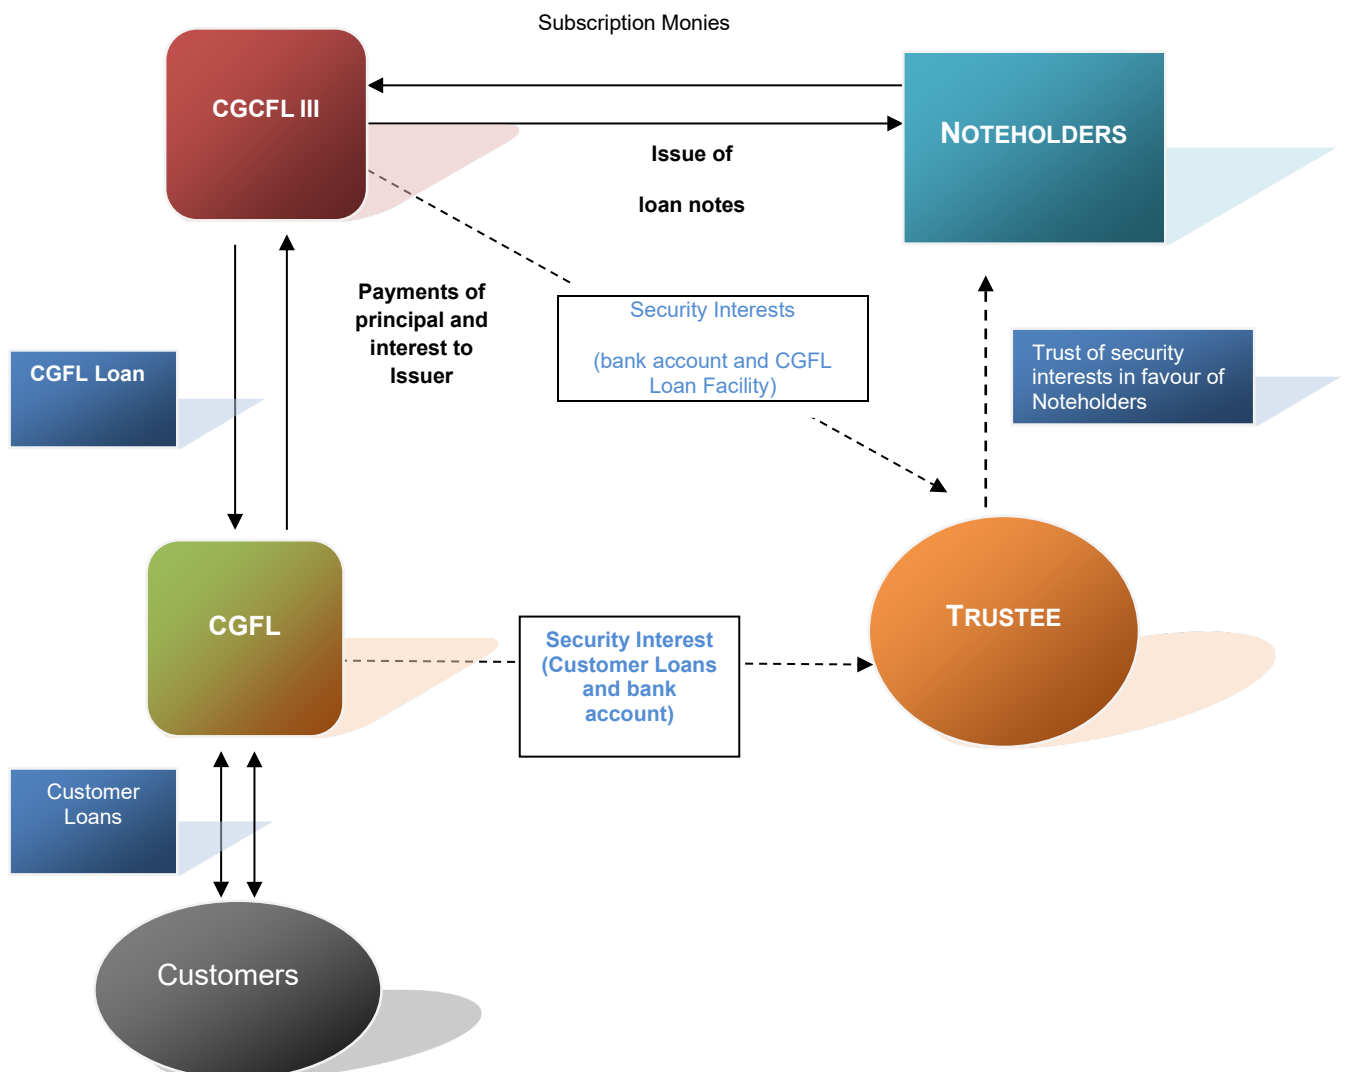 Subscription Monies
CGCFL III
NOTEHOLDERS
Issue of
loan notes
Payments of
principal and
interest to
Issuer
Security Interests
(bank account and CGFL
Loan Facility)
Trust of security
interests in favour of
Noteholders
CGFL Loan
CGFL
Security Interest
(Customer Loans
and bank
account)
TRUSTEE
Customer
Loans
Customers